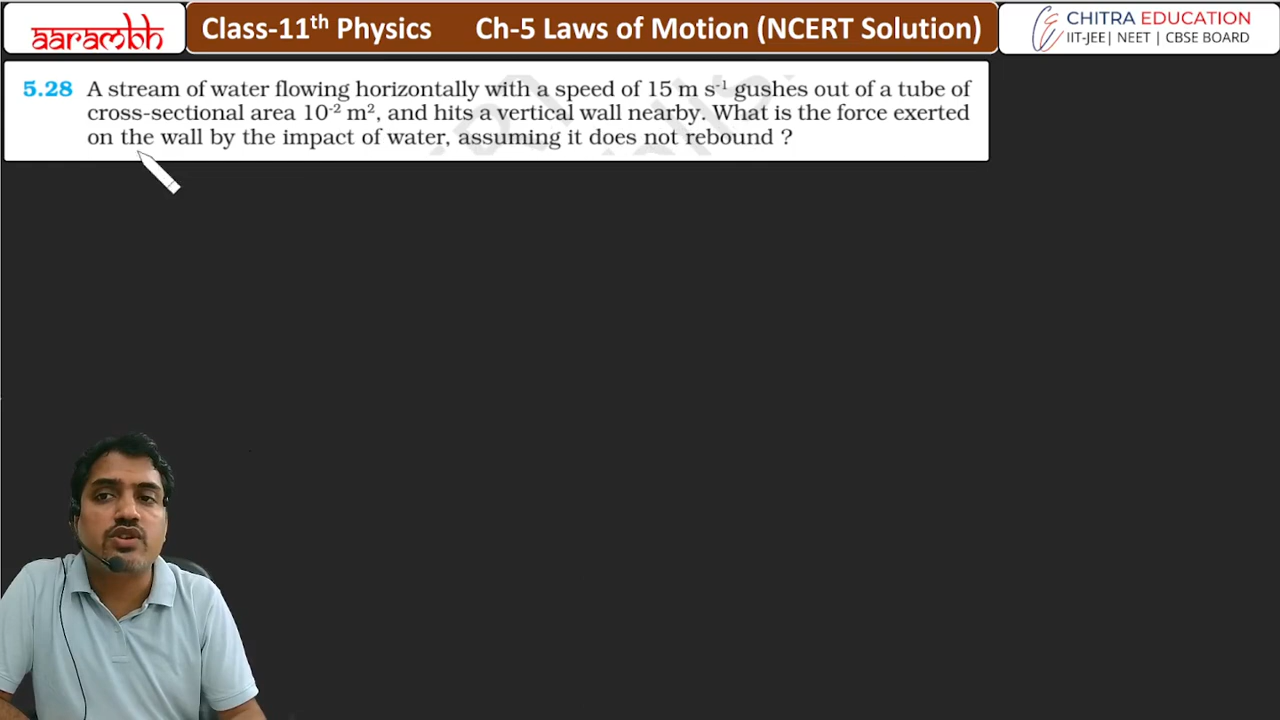 aarambh
Class-11th Physics Ch-5 Laws of Motion (NCERT Solution)
CHITRA EDUCATION
IIT-JEE| NEET | CBSE BOARD
5.28 A stream of water flowing horizontally with a speed of 15 m s-1 gushes out of a tube of
cross-sectional area 10-2 m2, and hits a vertical wall nearby. What is the force exerted
on the wall by the impact of water, assuming it does not rebound ?